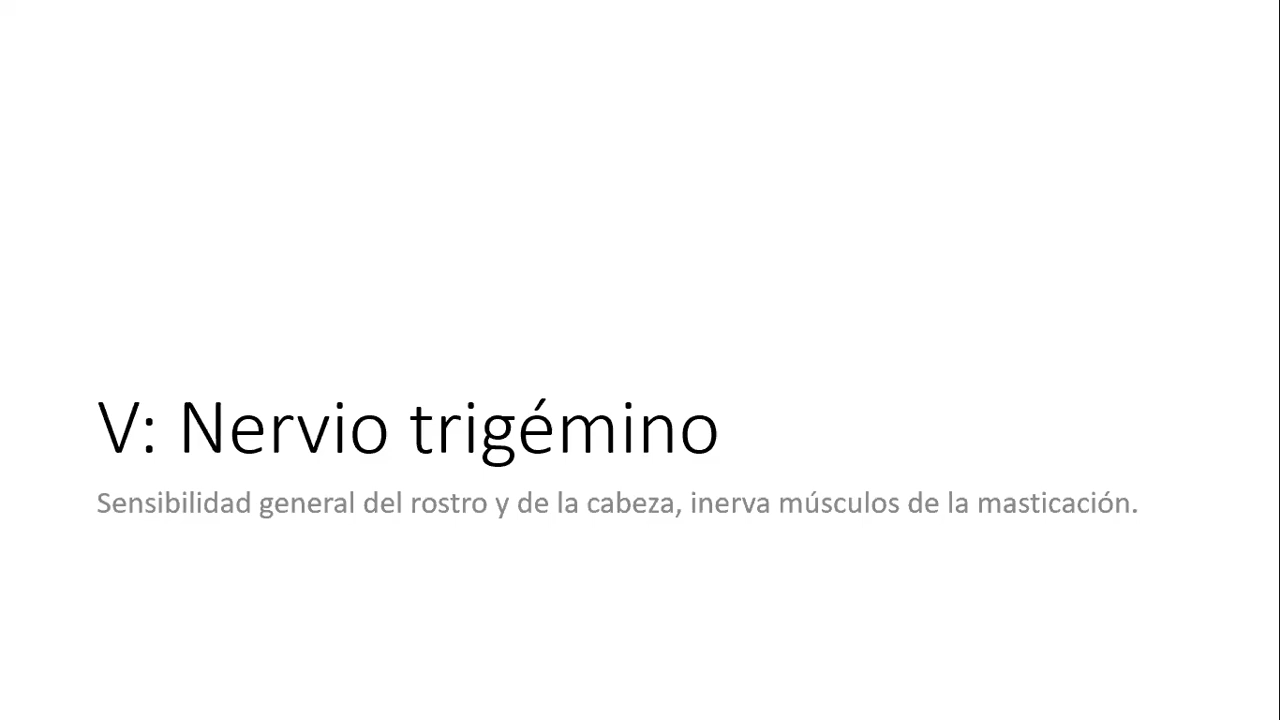 V: Nervio trigémino
Sensibilidad general del rostro y de la cabeza, inerva músculos de la masticación.